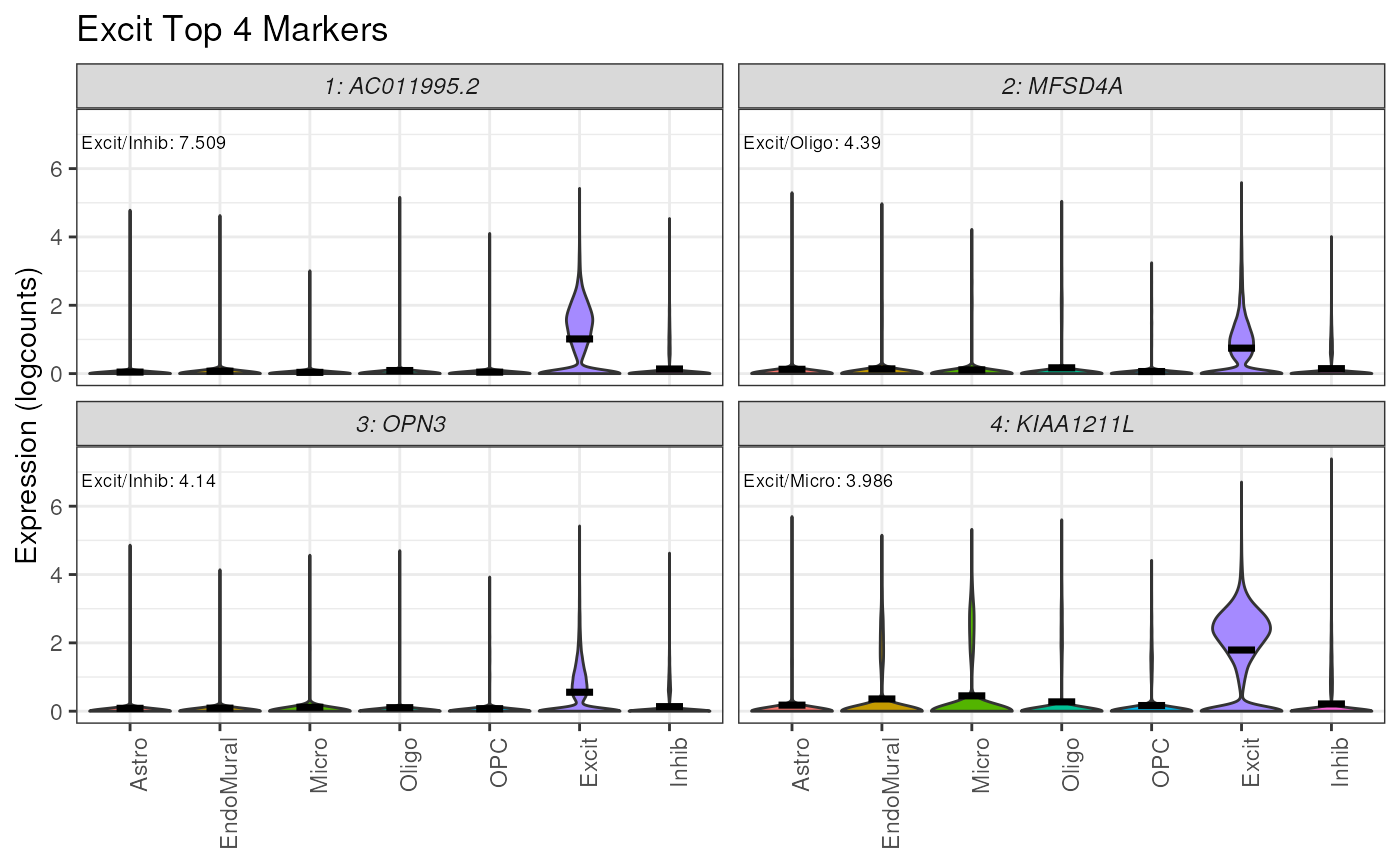 Excit Top 4 Markers
1: AC011995.2
2: MFSD4A
Excit/Inhib: 7.509
Excit/Oligo: 4.39
6
4
2
0
3: OPN3
4: KIAA1211L
Excit/Inhib: 4.14
Excit/Micro: 3.986
6
4
2
0
Expression (logcounts)
Astro
EndoMural
Micro
Oligo
OPC
Excit
Inhib
Astro
EndoMural
Micro
Oligo
OPC
Excit
Inhib